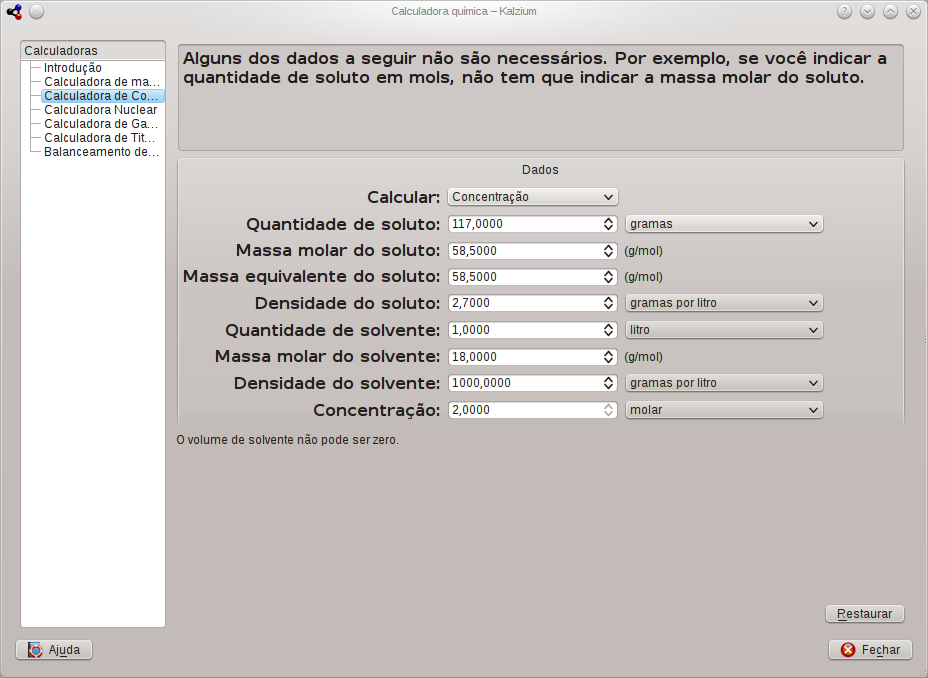 Calculadora química – Kalzium
Calculadoras
Introdução
Calculadora de ma...
Calculadora de Co...
Calculadora Nuclear
Calculadora de Ga...
Calculadora de Tit...
Balanceamento de...
Alguns dos dados a seguir não são necessários. Por exemplo, se você indicar a
quantidade de soluto em mols, não tem que indicar a massa molar do soluto.
Dados
Calcular: Concentração
Quantidade de soluto: 117,0000 gramas
Massa molar do soluto: 58,5000 (g/mol)
Massa equivalente do soluto: 58,5000 (g/mol)
Densidade do soluto: 2,7000 gramas por litro
Quantidade de solvente: 1,0000 litro
Massa molar do solvente: 18,0000 (g/mol)
Densidade do solvente: 1000,0000 gramas por litro
Concentração: 2,0000 molar
O volume de solvente não pode ser zero.
Restaurar
Ajuda
Fechar